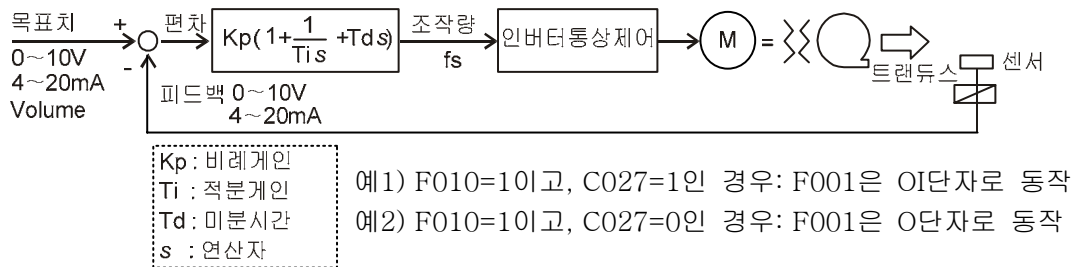 목표치 + 편차 Kp(1+1/Tis+Tds) 조작량 인버터통상제어 M = 센서
0~10V - fs 트랜듀스
4~20mA 피드백 0~10V
Volume 4~20mA
Kp : 비례게인
Ti : 적분게인
Td : 미분시간
s : 연산자
예1) F010=1이고, C027=1인 경우: F001은 OI단자로 동작
예2) F010=1이고, C027=0인 경우: F001은 O단자로 동작